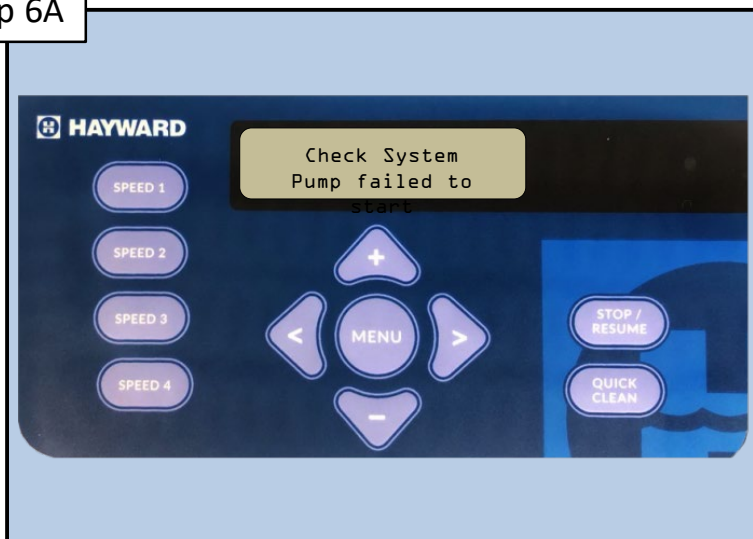 p 6A
HAYWARD
Check System
Pump failed to
start
SPEED 1
SPEED 2
SPEED 3
SPEED 4
+
<
MENU
>
-
STOP /
RESUME
QUICK
CLEAN